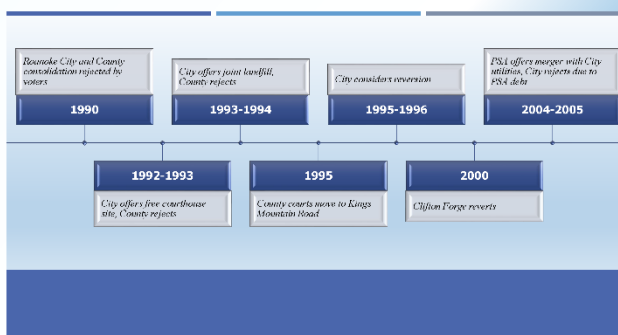 Roanoke City and County
consolidation rejected by
voters
1990
City offers joint landfill,
County rejects
1993-1994
City considers reversion
1995-1996
PSA offers merger with City
utilities, City rejects due to
PSA debt
2004-2005
1992-1993
City offers free courthouse
site, County rejects
1995
County courts move to Kings
Mountain Road
2000
Clifton Forge reverts